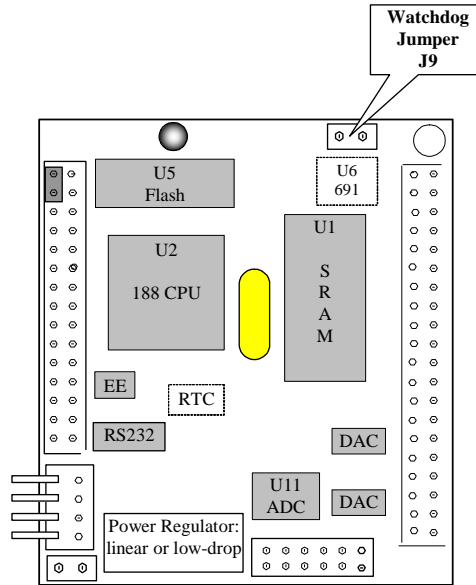 Watchdog
Jumper
J9
U5
Flash
U6
691
U2
188 CPU
U1
S
R
A
M
EE
RTC
RS232
DAC
U11
ADC
DAC
Power Regulator:
linear or low-drop